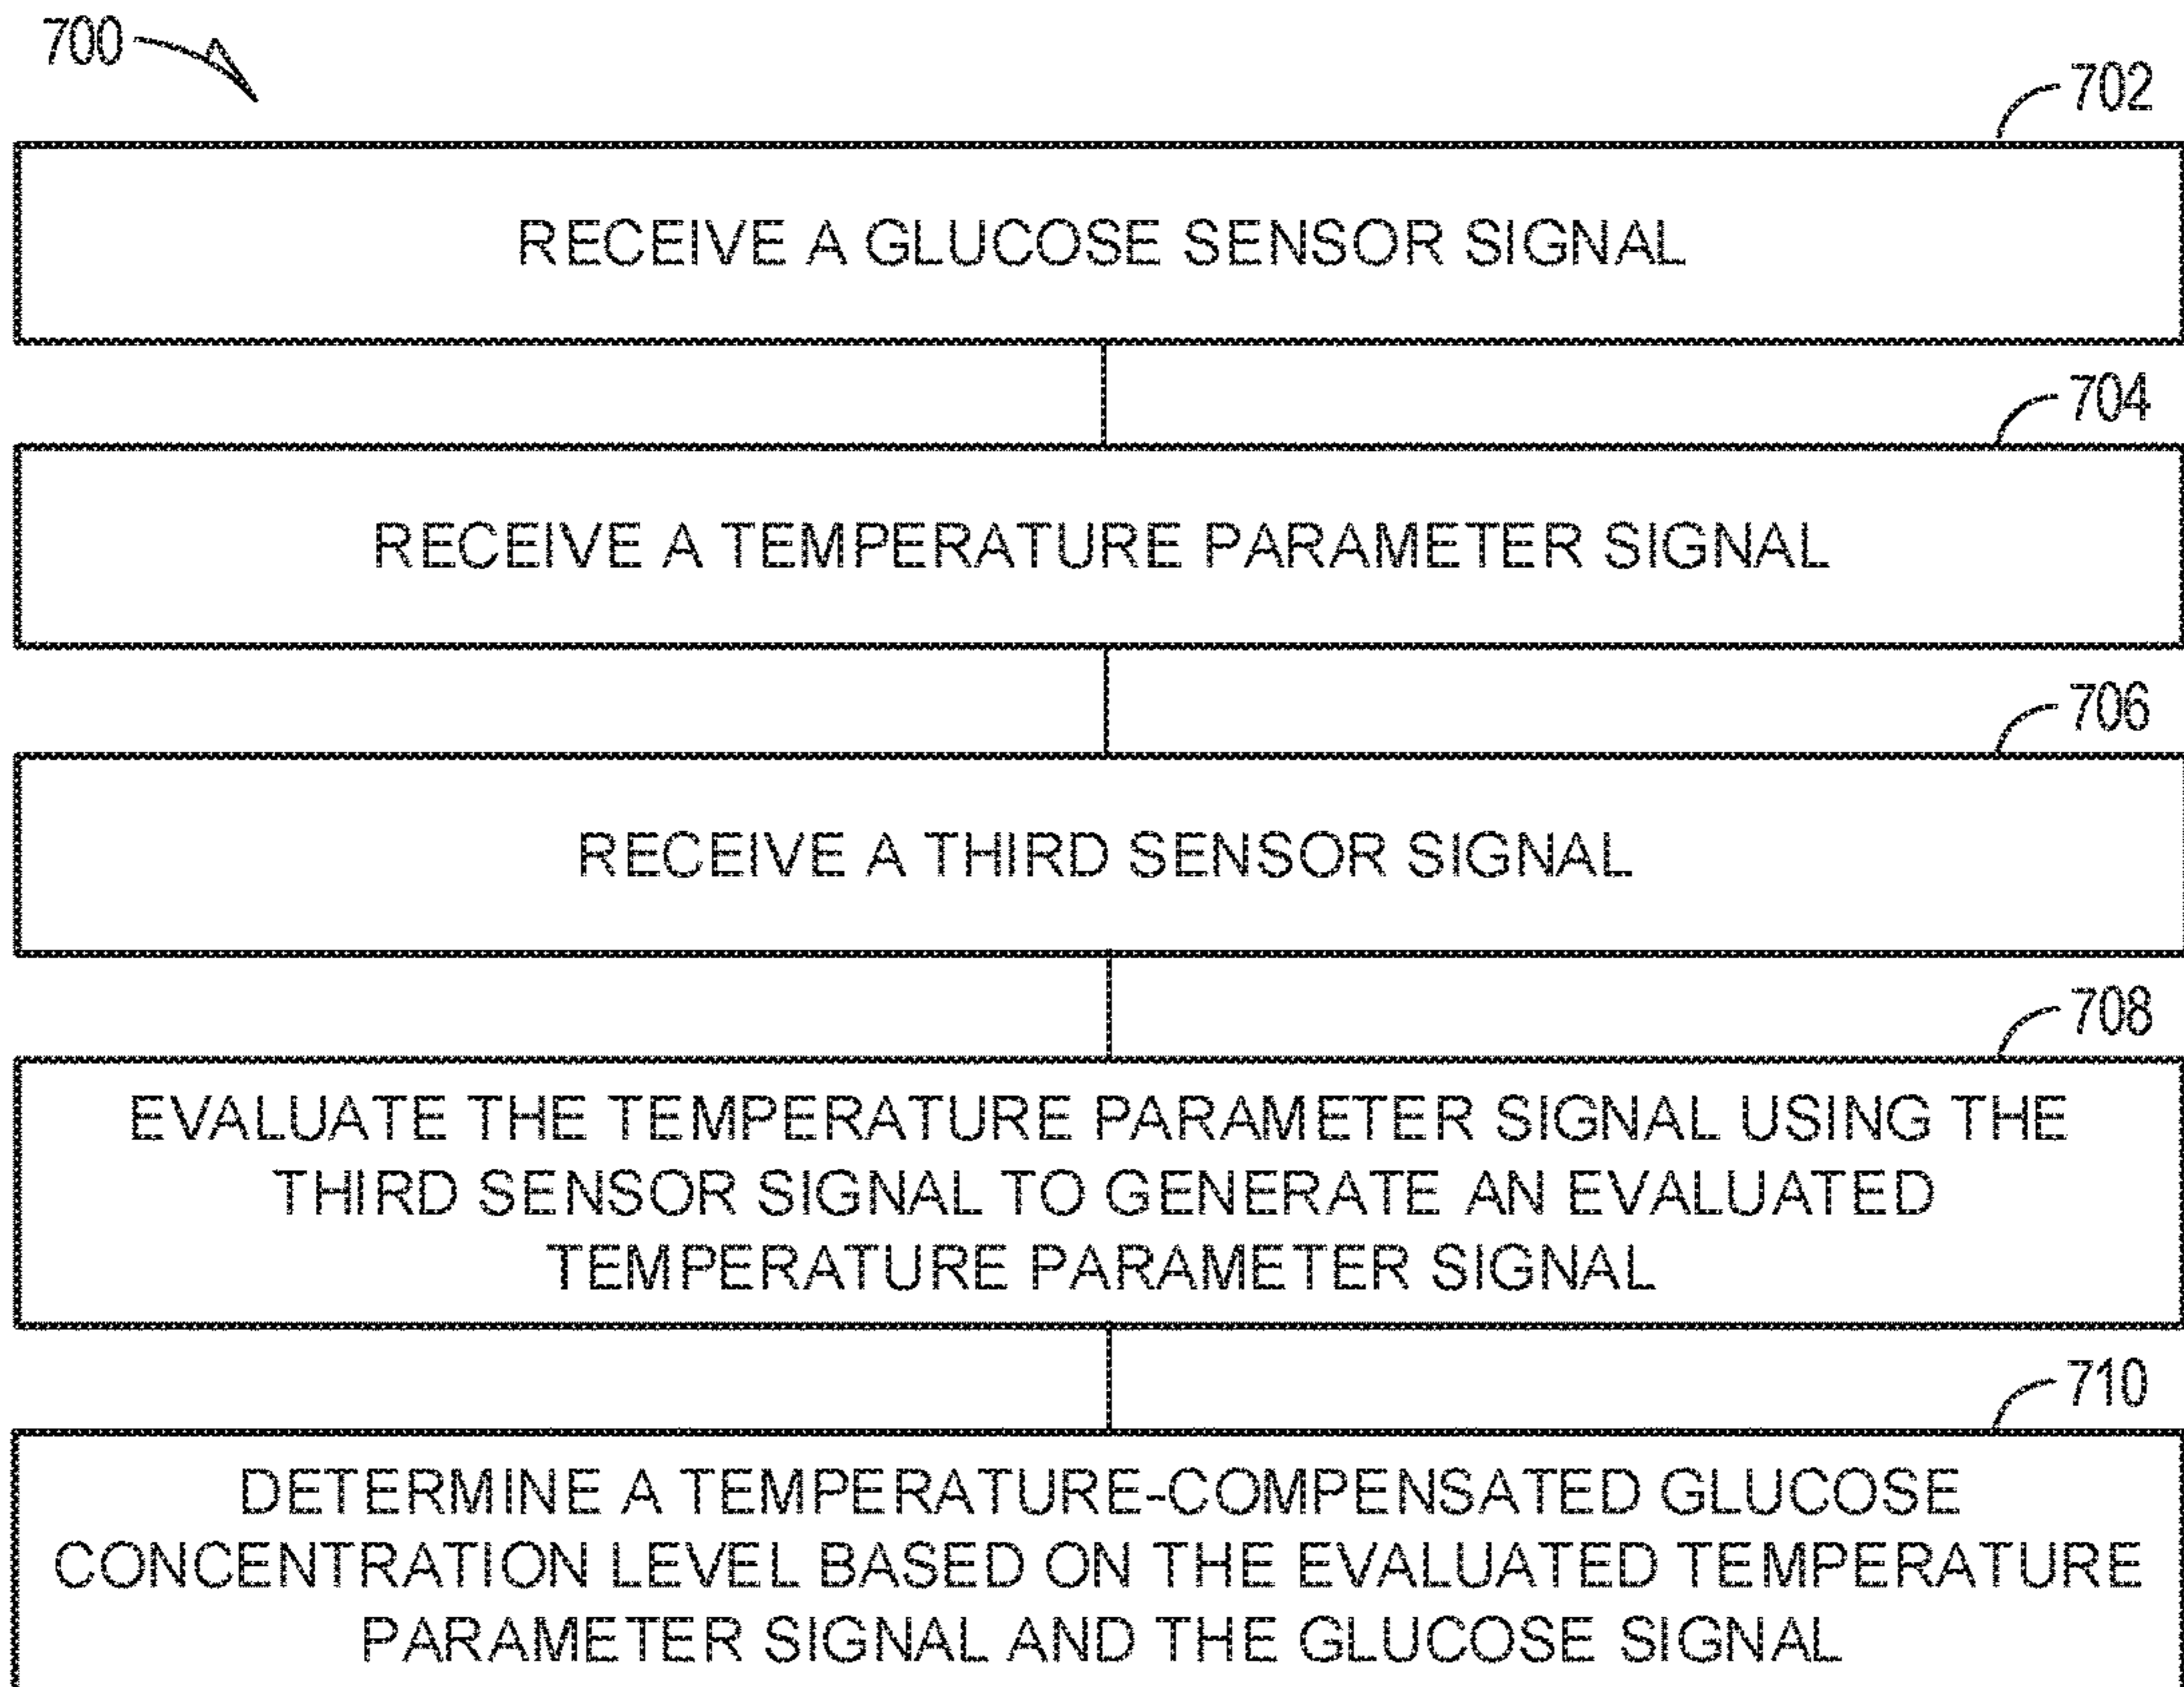 700
702
RECEIVE A GLUCOSE SENSOR SIGNAL
704
RECEIVE A TEMPERATURE PARAMETER SIGNAL
706
RECEIVE A THIRD SENSOR SIGNAL
708
EVALUATE THE TEMPERATURE PARAMETER SIGNAL USING THE
THIRD SENSOR SIGNAL TO GENERATE AN EVALUATED
TEMPERATURE PARAMETER SIGNAL
710
DETERMINE A TEMPERATURE-COMPENSATED GLUCOSE
CONCENTRATION LEVEL BASED ON THE EVALUATED TEMPERATURE
PARAMETER SIGNAL AND THE GLUCOSE SIGNAL